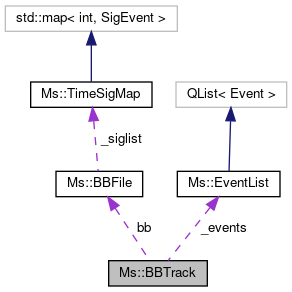 std::map< int, SigEvent >
Ms::TimeSigMap
QList< Event >
_siglist
Ms::BBFile
Ms::EventList
bb
_events
Ms::BBTrack